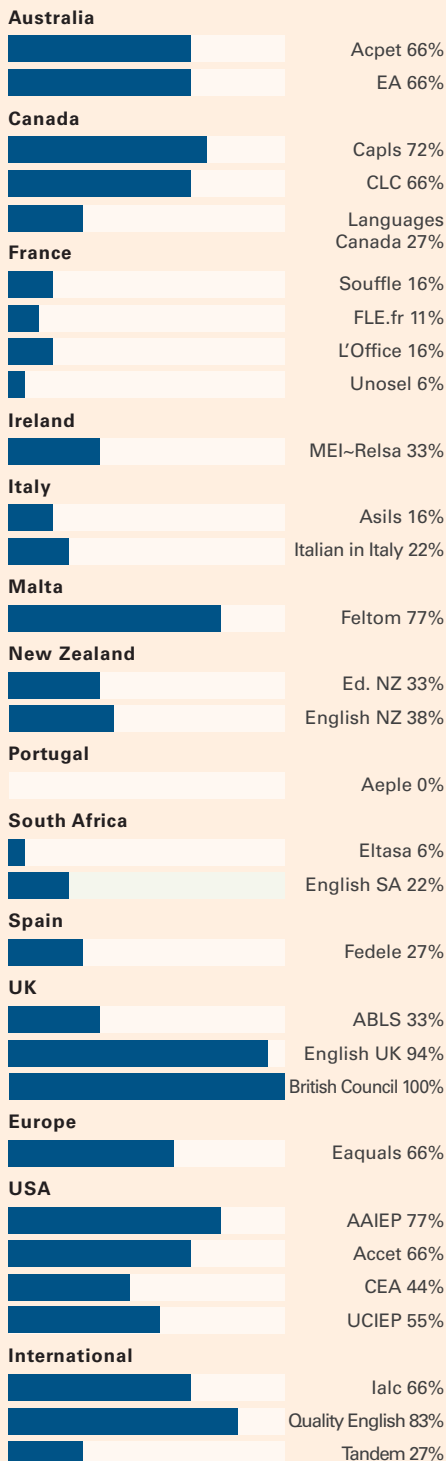 Australia
Acpet 66%
EA 66%
Canada
Capls 72%
CLC 66%
Languages
Canada 27%
France
Souffle 16%
FLE.fr 11%
L'Office 16%
Unosel 6%
Ireland
MEI~Relsa 33%
Italy
Asils 16%
Italian in Italy 22%
Malta
Feltom 77%
New Zealand
Ed. NZ 33%
English NZ 38%
Portugal
Aeple 0%
South Africa
Eltasa 6%
English SA 22%
Spain
Fedele 27%
UK
ABLS 33%
English UK 94%
British Council 100%
Europe
Eaquals 66%
USA
AAIEP 77%
Accet 66%
CEA 44%
UCIEP 55%
International
Ialc 66%
Quality English 83%
Tandem 27%